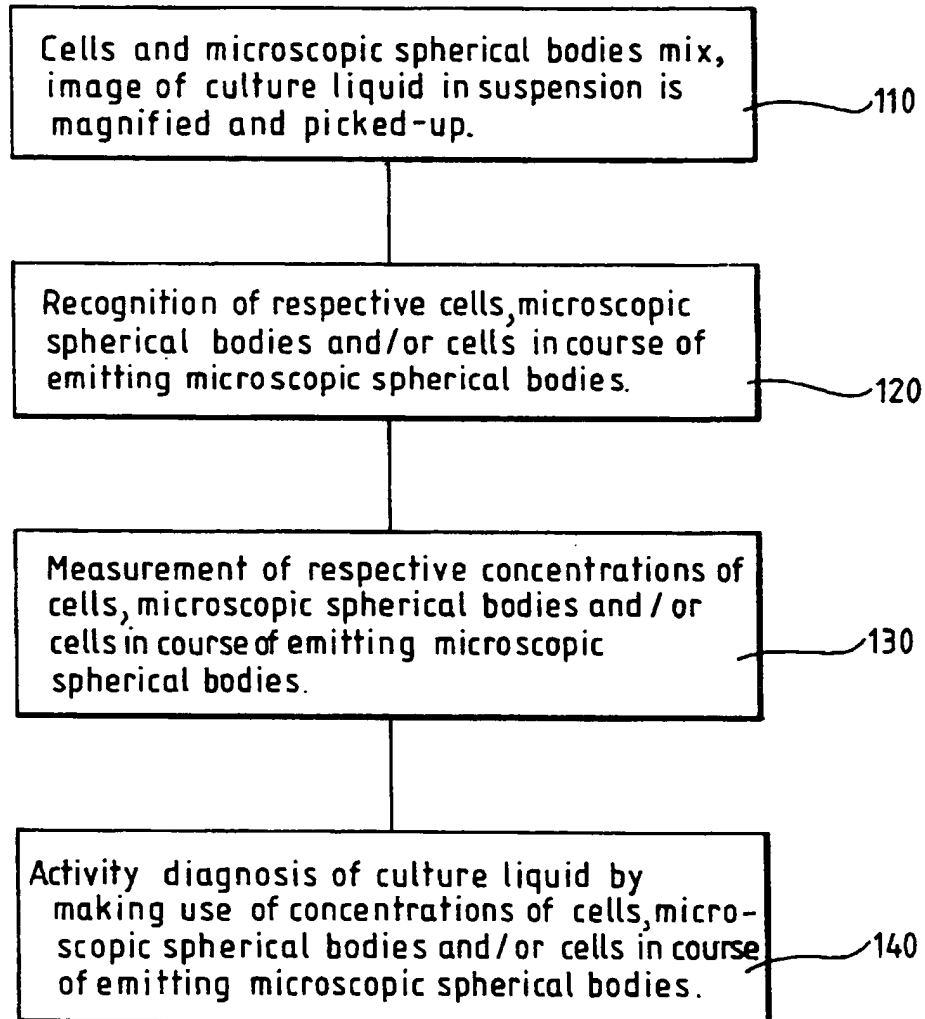 Cells and microscopic spherical bodies mix,
image of culture liquid in suspension is
magnified and picked-up.
110
Recognition of respective cells, microscopic
spherical bodies and/or cells in course of
emitting microscopic spherical bodies.
120
Measurement of respective concentrations of
cells, microscopic spherical bodies and / or
cells in course of emitting microscopic
spherical bodies.
130
Activity diagnosis of culture liquid by
making use of concentrations of cells, micro-
scopic spherical bodies and/or cells in course
of emitting microscopic spherical bodies.
140